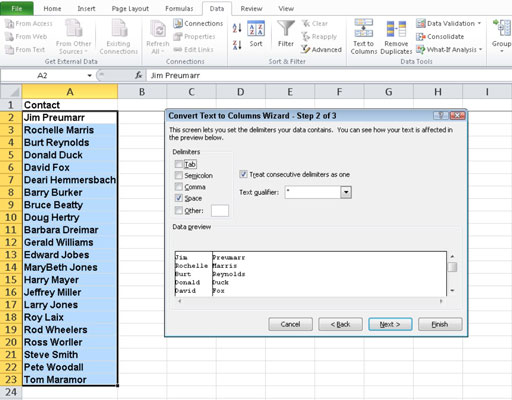 File Home Insert Page Layout Formulas Data Review View
From Access
From Web
From Text
From Other Sources
Existing Connections
Get External Data
Refresh All
Connections
Properties
Edit Links
Connections
Sort
Filter
Clear
Reapply
Advanced
Sort & Filter
Text to Columns
Remove Duplicates
Data Validation
Consolidate
What-If Analysis
Data Tools
Group
A2 fx Jim Preumarr
A B C D E F G H I
1 Contact
2 Jim Preumarr
3 Rochelle Marris
4 Burt Reynolds
5 Donald Duck
6 David Fox
7 Deari Hemmersbach
8 Barry Burker
9 Bruce Beatty
10 Doug Hertry
11 Barbara Dreimar
12 Gerald Williams
13 Edward Jobes
14 MaryBeth Jones
15 Harry Mayer
16 Jeffrey Miller
17 Larry Jones
18 Roy Laix
19 Rod Wheelers
20 Ross Worller
21 Steve Smith
22 Pete Woodall
23 Tom Maramor
24
Convert Text to Columns Wizard - Step 2 of 3
This screen lets you set the delimiters your data contains. You can see how your text is affected in the preview below.
Delimiters
Tab
Semicolon
Comma
Space
Other:
Treat consecutive delimiters as one
Text qualifier: "
Data preview
Jim Preumarr
Rochelle Marris
Burt Reynolds
Donald Duck
David Fox
Cancel < Back Next > Finish